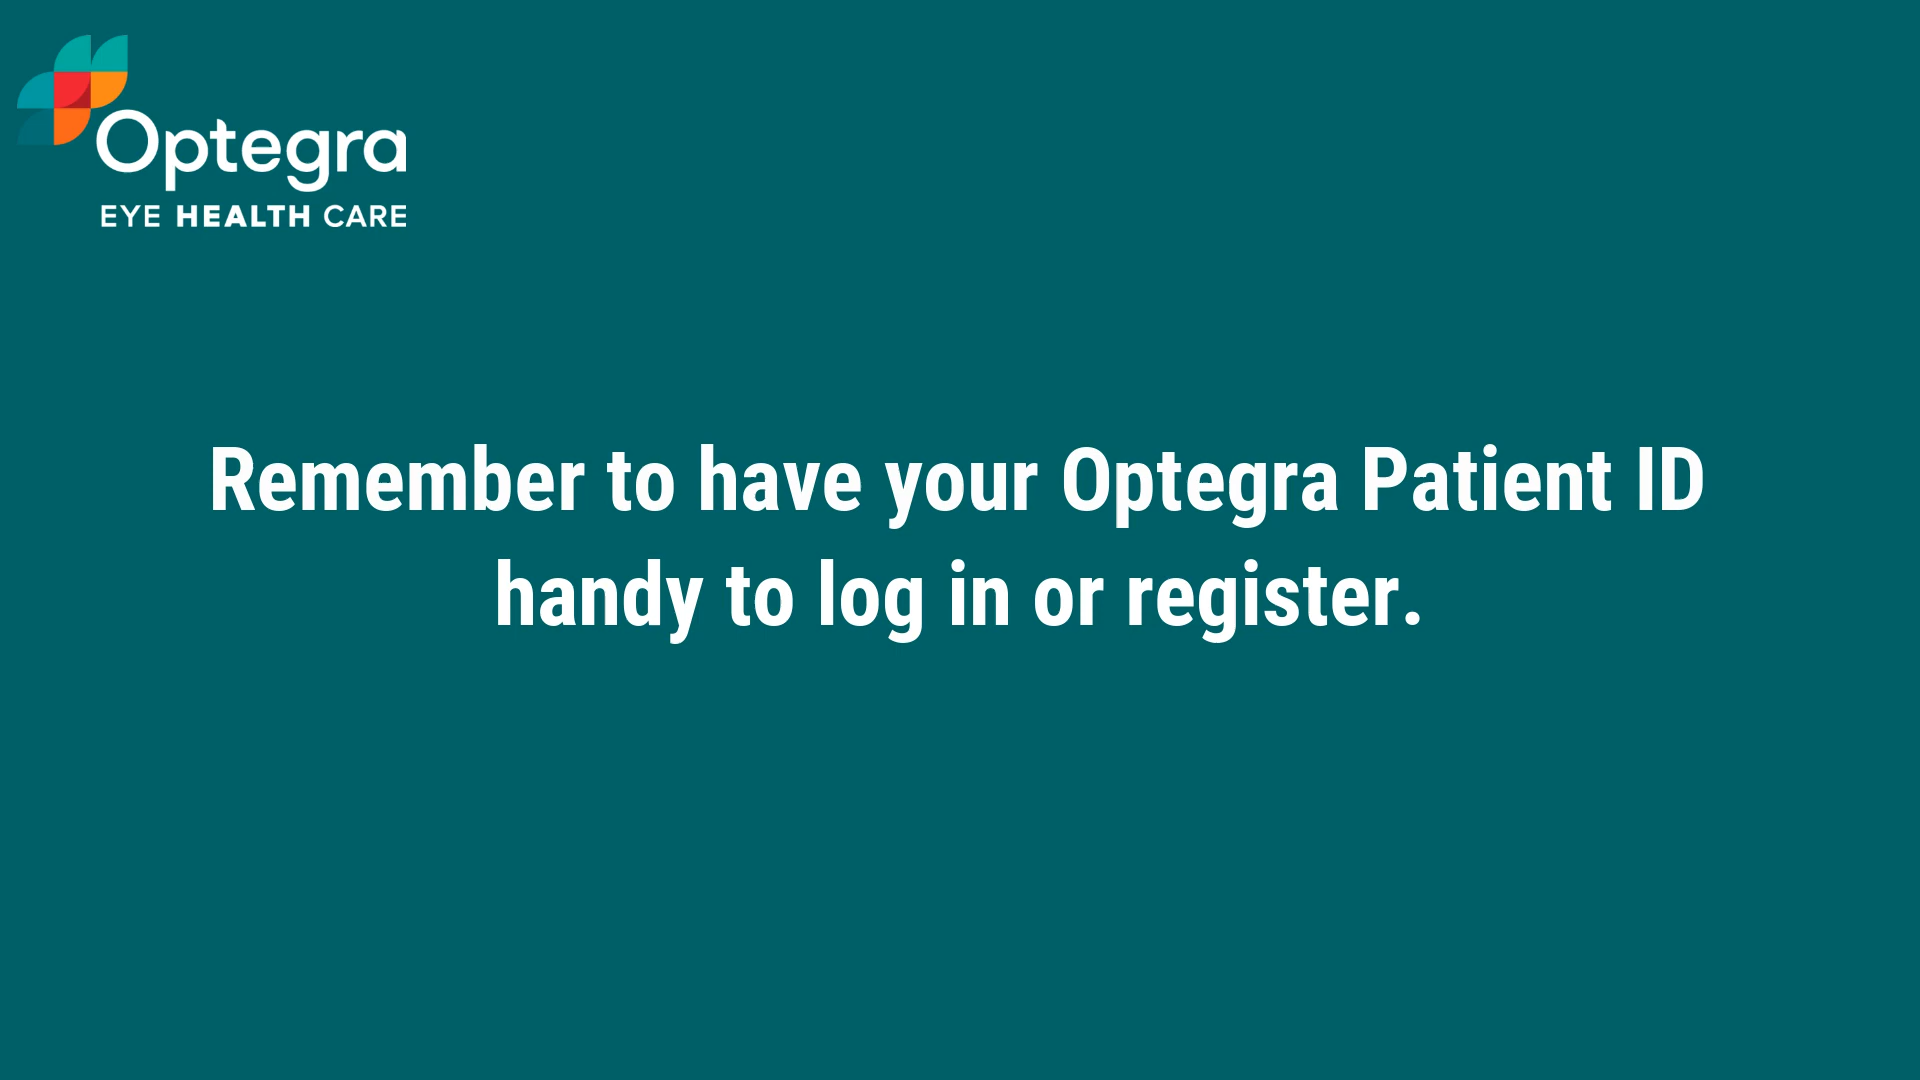 Optegra
EYE HEALTH CARE
Remember to have your Optegra Patient ID
handy to log in or register.